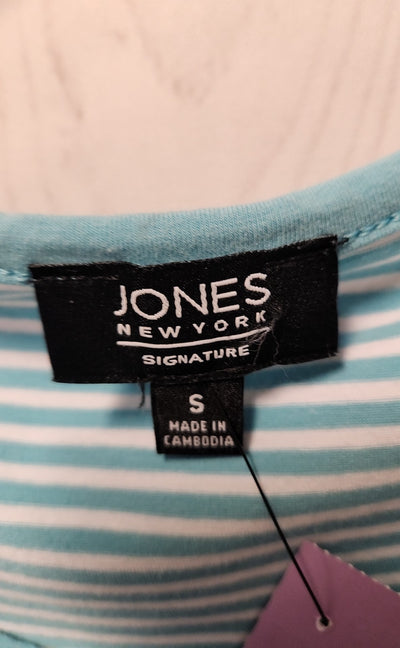 JONES
NEW YORK
SIGNATURE
S
MADE IN
CAMBODIA